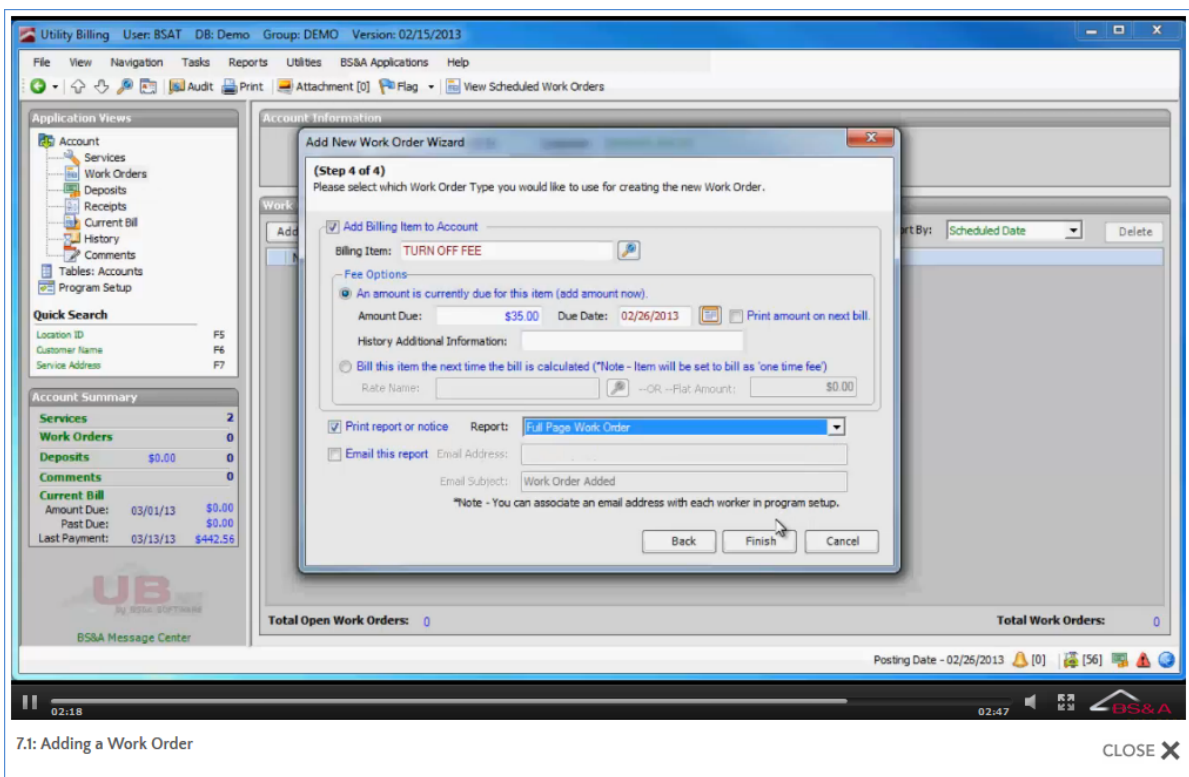 Utility Billing User: BSAT DB: Demo Group: DEMO Version: 02/15/2013
File View Navigation Tasks Reports Utilities BS&A Applications Help
Audit Print Attachment [0] Flag View Scheduled Work Orders
Application Views
Account
Services
Work Orders
Deposits
Receipts
Current Bill
History
Comments
Tables: Accounts
Program Setup
Quick Search
Location ID F5
Customer Name F6
Service Address F7
Account Summary
Services 2
Work Orders 0
Deposits $0.00 0
Comments 0
Current Bill
Amount Due: 03/01/13 $0.00
Past Due: $0.00
Last Payment: 03/13/13 $442.56
UB
by BS&A SOFTWARE
BS&A Message Center
Account Information
Work
Add
rt By: Scheduled Date Delete
Add New Work Order Wizard
(Step 4 of 4)
Please select which Work Order Type you would like to use for creating the new Work Order.
Add Billing Item to Account
Billing Item: TURN OFF FEE
Fee Options
An amount is currently due for this item (add amount now).
Amount Due: $35.00 Due Date: 02/26/2013 Print amount on next bill.
History Additional Information:
Bill this item the next time the bill is calculated (*Note - Item will be set to bill as 'one time fee')
Rate Name: --OR --Flat Amount: $0.00
Print report or notice Report: Full Page Work Order
Email this report Email Address:
Email Subject: Work Order Added
*Note - You can associate an email address with each worker in program setup.
Back Finish Cancel
Total Open Work Orders: 0 Total Work Orders: 0
Posting Date - 02/26/2013 [0] [56]
02:18 02:47 BS&A
7.1: Adding a Work Order
CLOSE